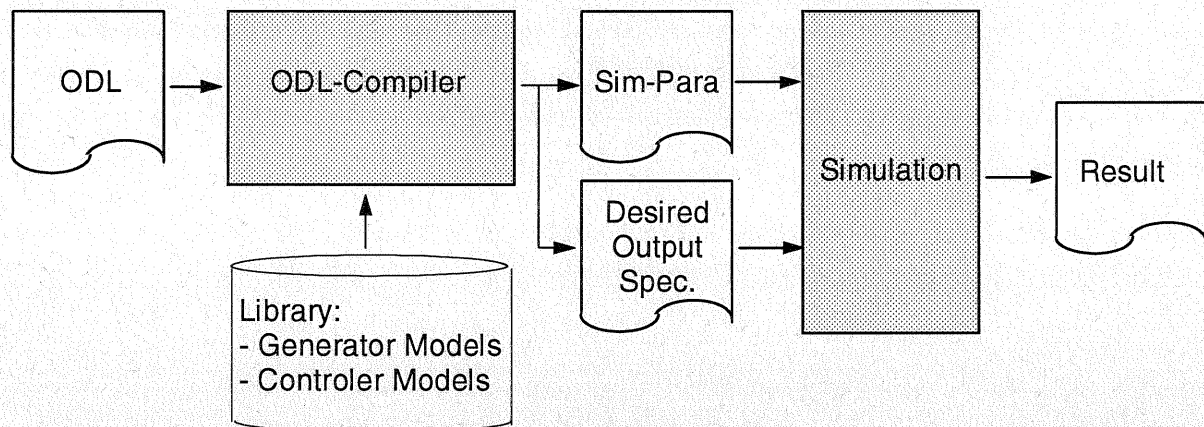 ODL
ODL-Compiler
Sim-Para
Simulation
Result
Desired
Output
Spec.
Library:
- Generator Models
- Controler Models